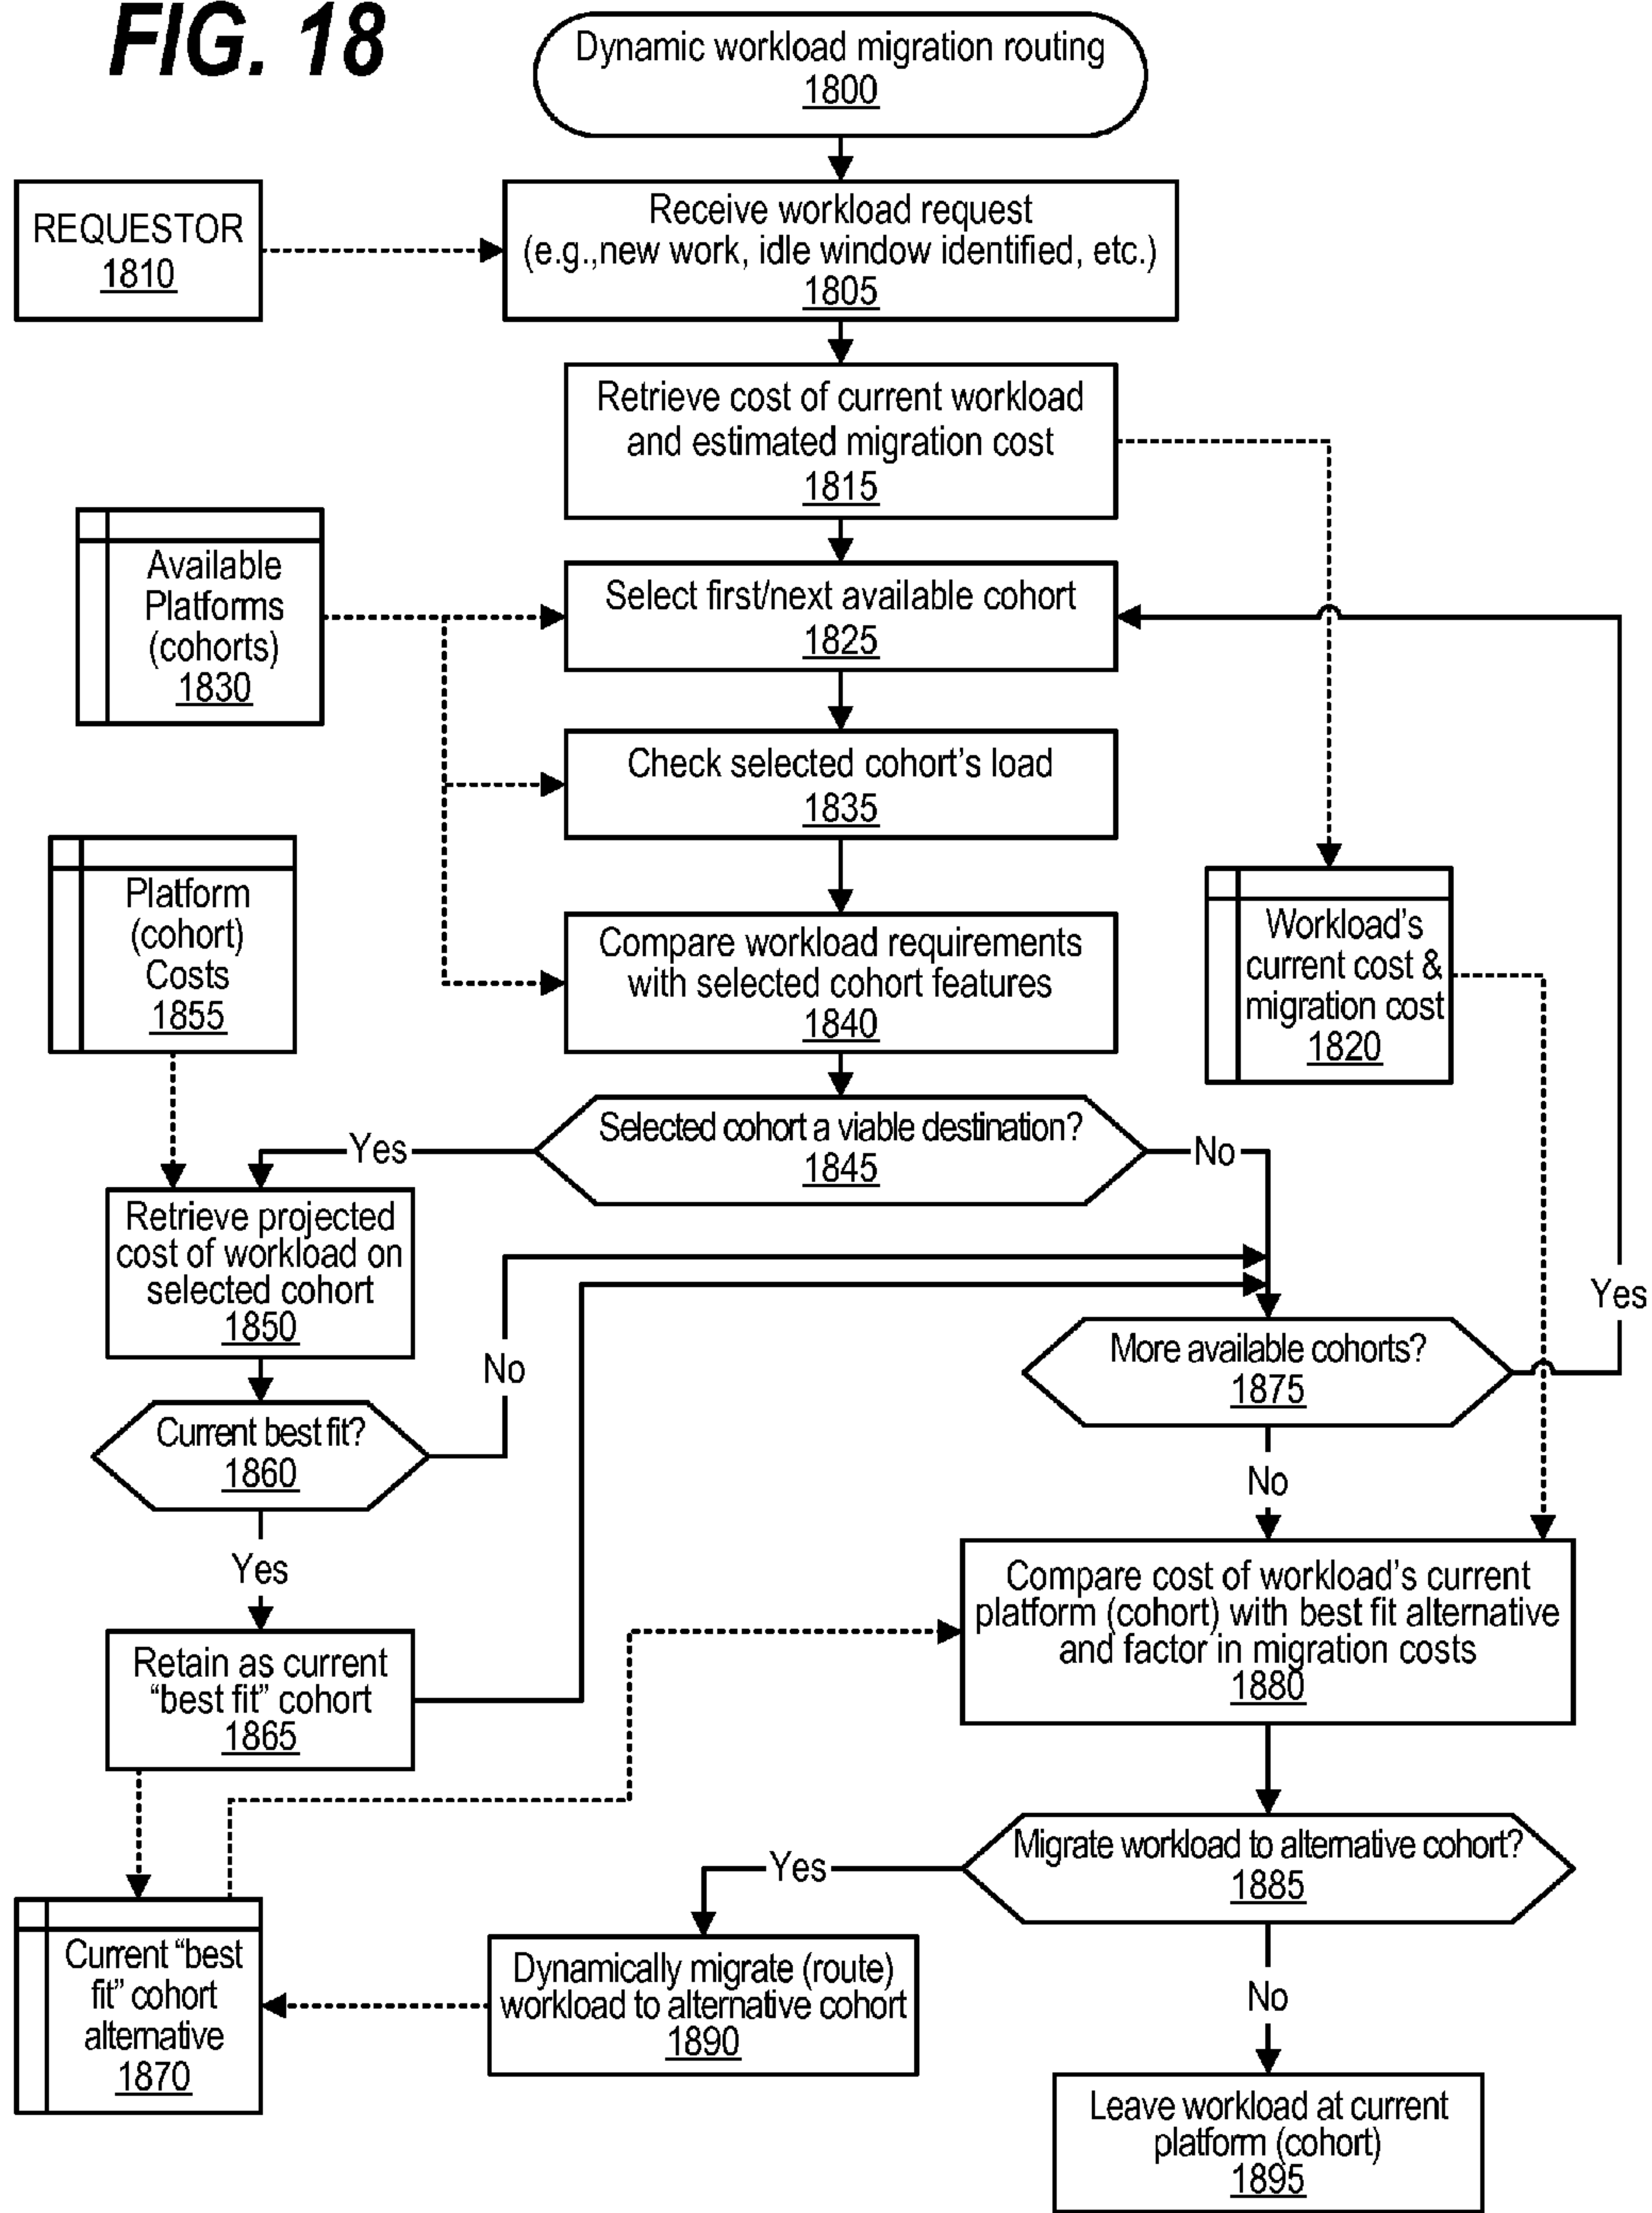 FIG. 18
Dynamic workload migration routing
1800
REQUESTOR
1810
Receive workload request
(e.g.,new work, idle window identified, etc.)
1805
Retrieve cost of current workload
and estimated migration cost
1815
Available
Platforms
(cohorts)
1830
Select first/next available cohort
1825
Check selected cohort's load
1835
Platform
(cohort)
Costs
1855
Compare workload requirements
with selected cohort features
1840
Workload's
current cost &
migration cost
1820
Selected cohort a viable destination?
1845
Yes
No
Retrieve projected
cost of workload on
selected cohort
1850
Yes
No
More available cohorts?
1875
Current best fit?
1860
No
Yes
Compare cost of workload's current
platform (cohort) with best fit alternative
and factor in migration costs
1880
Retain as current
“best fit” cohort
1865
Migrate workload to alternative cohort?
1885
Yes
No
Current “best
fit” cohort
alternative
1870
Dynamically migrate (route)
workload to alternative cohort
1890
Leave workload at current
platform (cohort)
1895